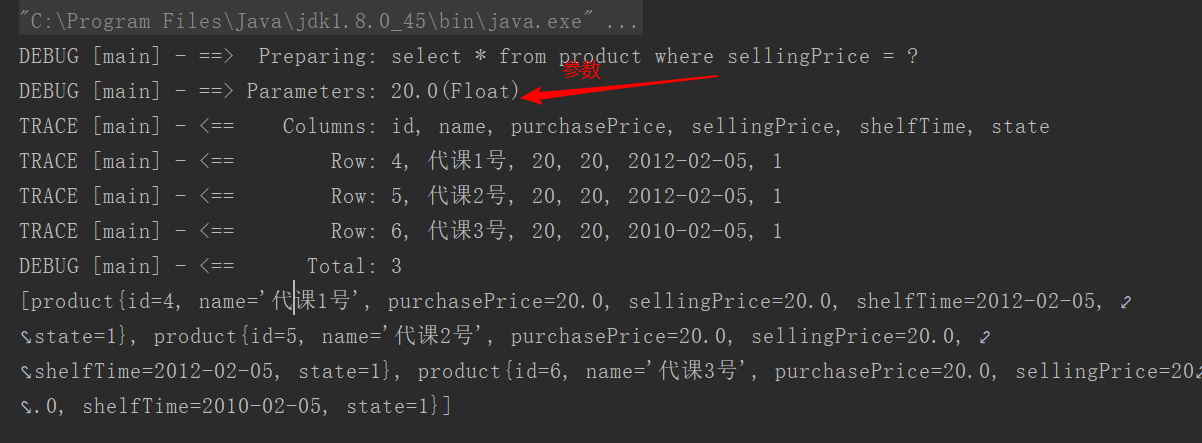 "C:\Program Files\Java\jdk1.8.0_45\bin\java.exe" ...
DEBUG [main] - ==>  Preparing: select * from product where sellingPrice = ?
参数
DEBUG [main] - ==> Parameters: 20.0(Float)
TRACE [main] - <==    Columns: id, name, purchasePrice, sellingPrice, shelfTime, state
TRACE [main] - <==        Row: 4, 代课1号, 20, 20, 2012-02-05, 1
TRACE [main] - <==        Row: 5, 代课2号, 20, 20, 2012-02-05, 1
TRACE [main] - <==        Row: 6, 代课3号, 20, 20, 2010-02-05, 1
DEBUG [main] - <==      Total: 3
[product{id=4, name='代课1号', purchasePrice=20.0, sellingPrice=20.0, shelfTime=2012-02-05,
state=1}, product{id=5, name='代课2号', purchasePrice=20.0, sellingPrice=20.0,
shelfTime=2012-02-05, state=1}, product{id=6, name='代课3号', purchasePrice=20.0, sellingPrice=20
.0, shelfTime=2010-02-05, state=1}]